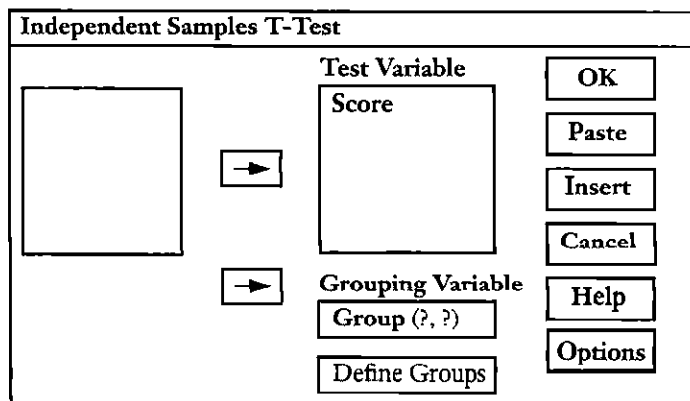 Independent Samples T-Test
Test Variable
Score
OK
Paste
Insert
Cancel
Help
Options
Grouping Variable
Group (?, ?)
Define Groups